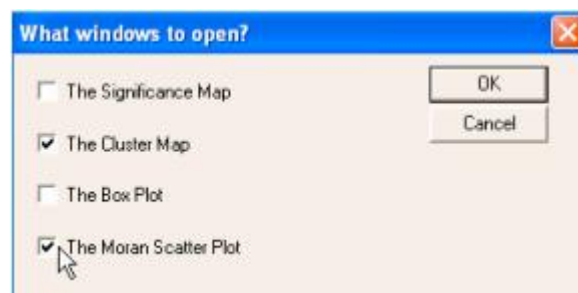 What windows to open?
The Significance Map
OK
The Cluster Map
Cancel
The Box Plot
The Moran Scatter Plot